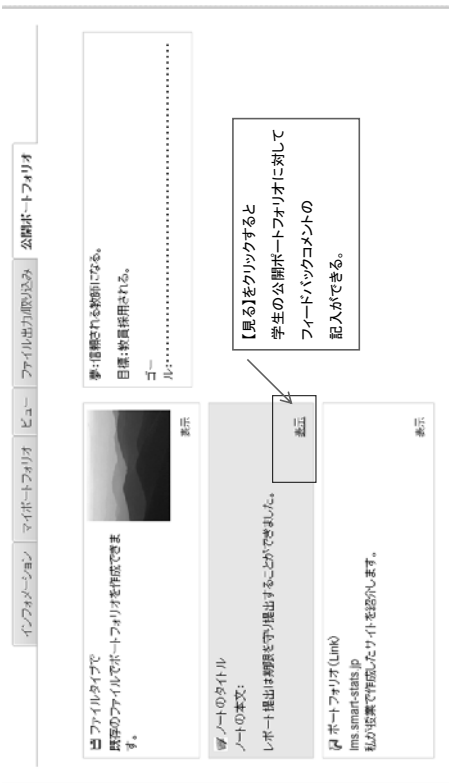 インフォメーション
マイポートフォリオ
ビュー
ファイル出力/取り込み
公開ポートフォリオ
ファイルタイプで
既存のファイルでポートフォリオを作成できま
す。
表示
夢:信頼される教師になる。
目標:教員採用される。
ゴー
ル:
ノートのタイトル
ノートの本文:
レポート提出は期限を守り提出することができました。
表示
【見る】をクリックすると
学生の公開ポートフォリオに対して
フィードバックコメントの
記入ができる。
ポートフォリオ(Link)
lms.smart-stats.jp
私が授業で作成したサイトを紹介します。
表示